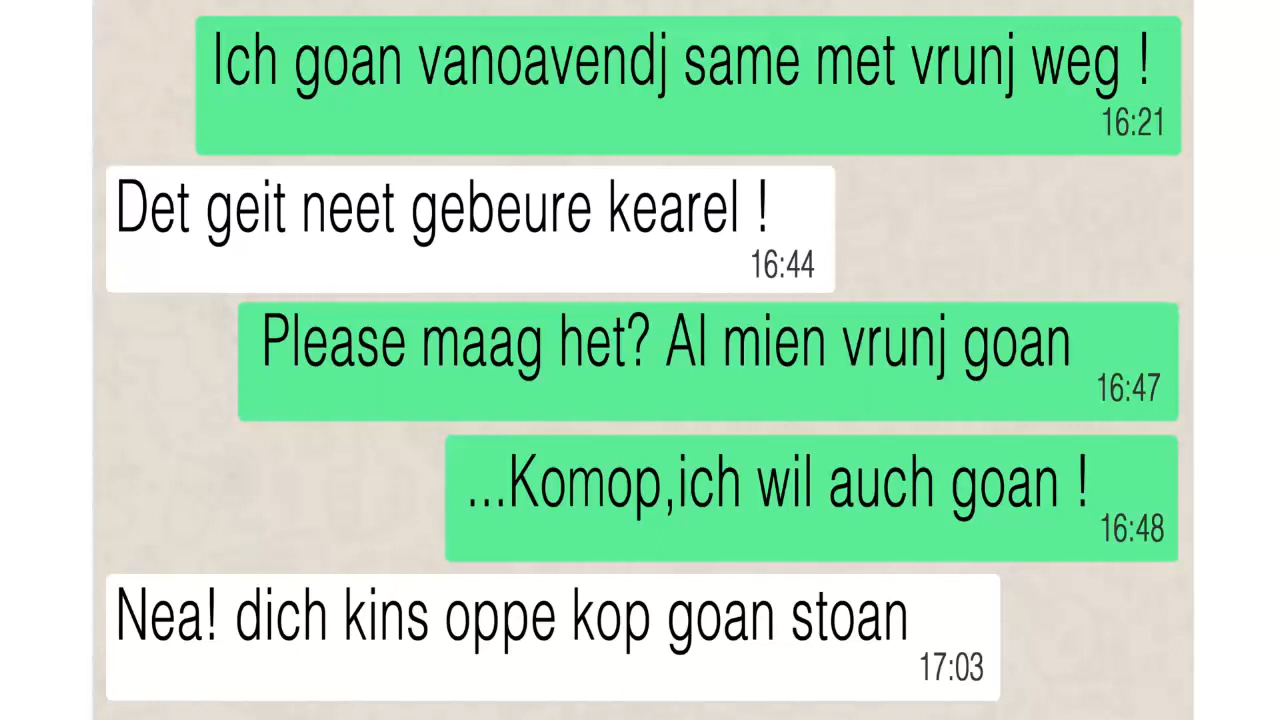 Ich goan vanoavendj same met vrunj weg !
16:21
Det geit neet gebeure kearel !
16:44
Please maag het? Al mien vrunj goan
16:47
...Komop,ich wil auch goan !
16:48
Nea! dich kins oppe kop goan stoan
17:03